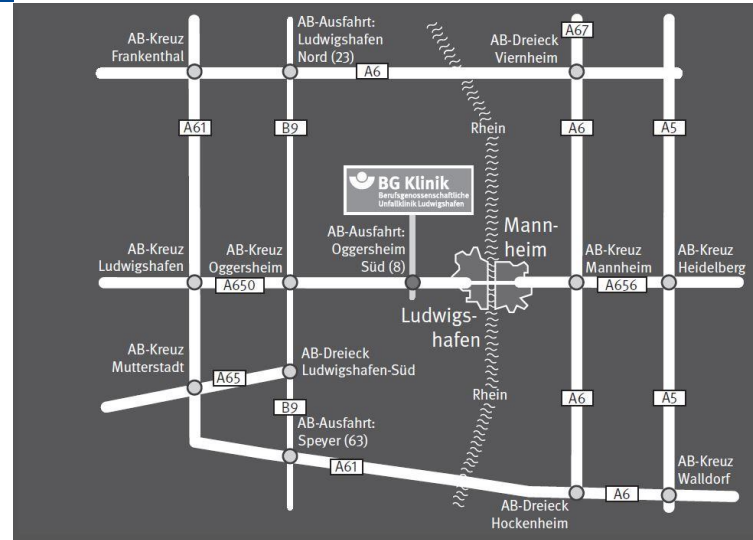 AB-Kreuz
Frankenthal
AB-Ausfahrt:
Ludwigshafen
Nord (23)
A6
AB-Dreieck
Viernheim
A67
A61
B9
Rhein
A6
A5
BG Klinik
Berufsgenossenschaftliche
Unfallklinik Ludwigshafen
AB-Kreuz
Ludwigshafen
AB-Kreuz
Oggersheim
AB-Ausfahrt:
Oggersheim
Süd (8)
Mann-
heim
AB-Kreuz
Mannheim
AB-Kreuz
Heidelberg
A650
A656
Ludwigs-
hafen
AB-Kreuz
Mutterstadt
A65
AB-Dreieck
Ludwigshafen-Süd
B9
Rhein
A6
A5
AB-Ausfahrt:
Speyer (63)
A61
AB-Dreieck
Hockenheim
A6
AB-Kreuz
Walldorf